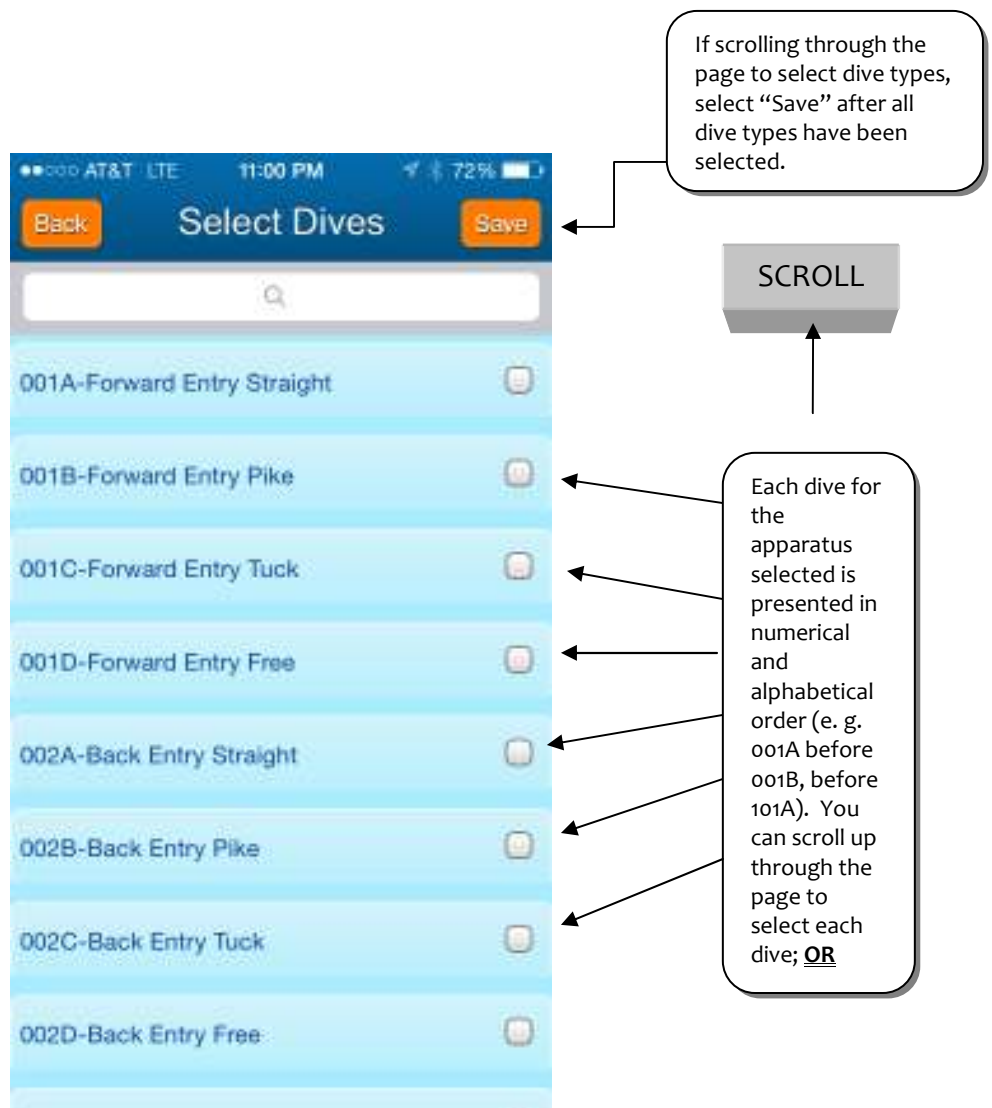 If scrolling through the
page to select dive types,
select “Save” after all
dive types have been
selected.
AT&T LTE 11:00 PM 72%
Back Select Dives Save
SCROLL
001A-Forward Entry Straight
001B-Forward Entry Pike
001C-Forward Entry Tuck
001D-Forward Entry Free
002A-Back Entry Straight
002B-Back Entry Pike
002C-Back Entry Tuck
002D-Back Entry Free
Each dive for
the
apparatus
selected is
presented in
numerical
and
alphabetical
order (e. g.
001A before
001B, before
101A). You
can scroll up
through the
page to
select each
dive; OR